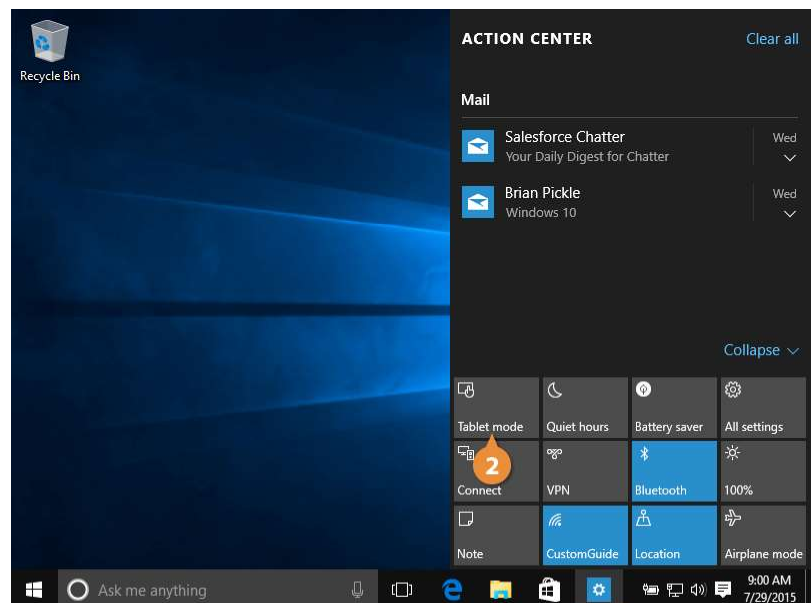 Recycle Bin
ACTION CENTER
Clear all
Mail
Salesforce Chatter
Wed
Your Daily Digest for Chatter
Brian Pickle
Wed
Windows 10
Collapse
Tablet mode
Quiet hours
Battery saver
All settings
2
Connect
VPN
Bluetooth
100%
Note
CustomGuide
Location
Airplane mode
Ask me anything
9:00 AM
7/29/2015